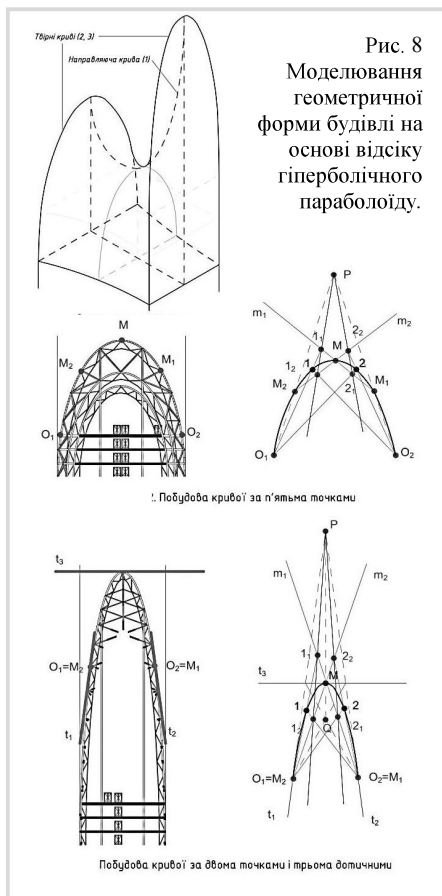 Рис. 8
Моделювання
геометричної
форми будівлі на
основі відсіку
гіперболічного
параболоїду.
Твірні криві (2, 3)
Направляюча крива (1)
M
M₂
M₁
O₁
O₂
P
m₁
m₂
1₁
2₂
M
1₂
1
2
2₁
M₂
M₁
O₁
O₂
. Побудова кривої за п'ятьма точками
t₃
O₁=M₂
O₂=M₁
t₁
t₂
P
m₁
m₂
1₁
2₂
t₃
M
1
2
1₂
Q
2₁
O₁=M₂
O₂=M₁
t₁
t₂
Побудова кривої за двома точками і трьома дотичними